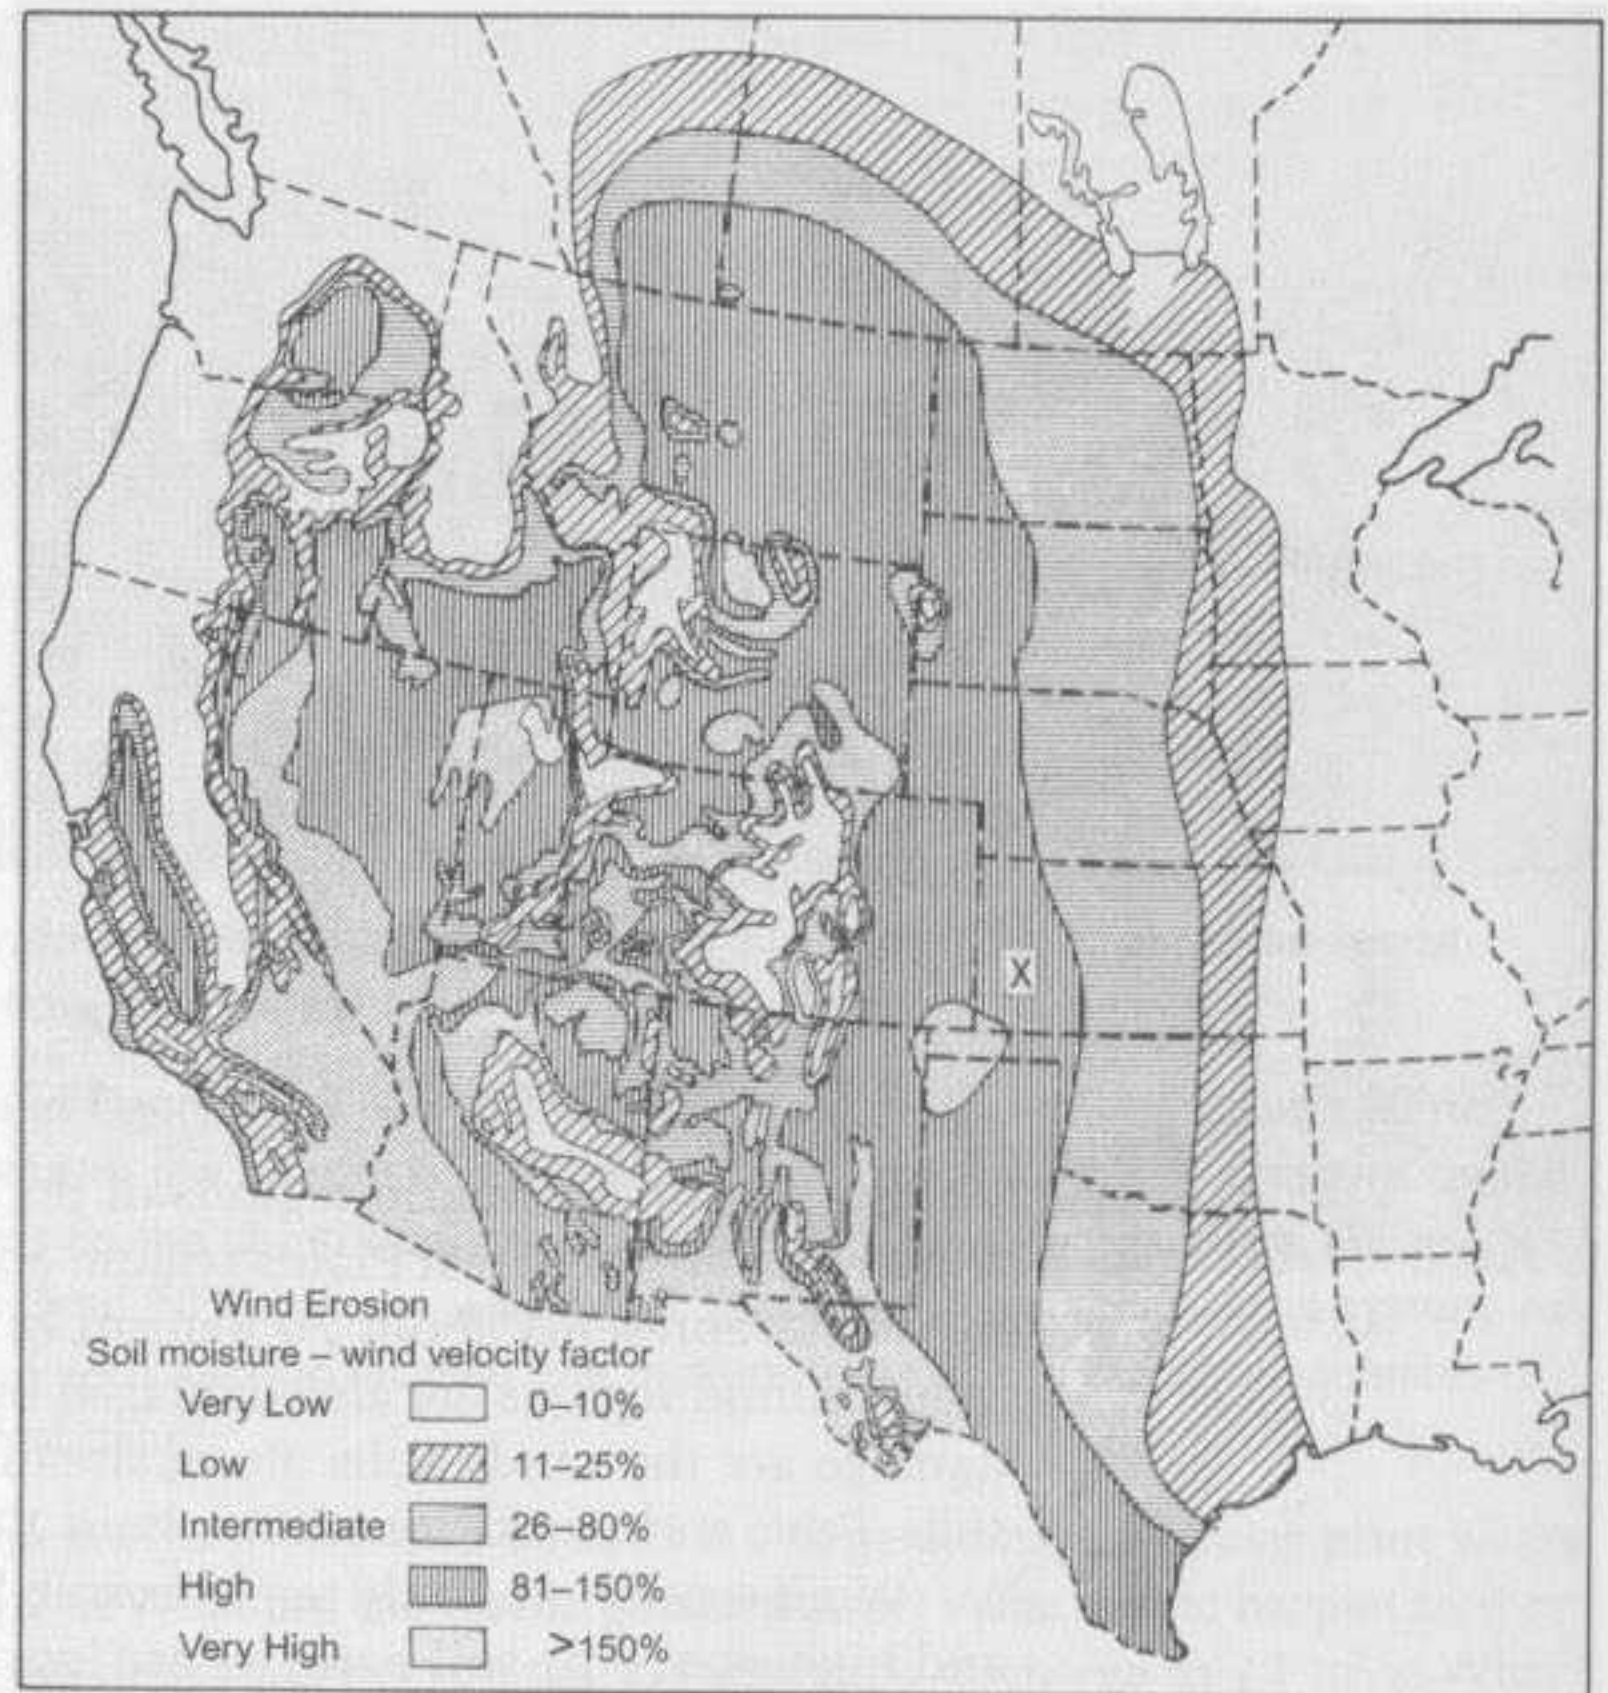 X
Wind Erosion
Soil moisture – wind velocity factor
Very Low 0–10%
Low 11–25%
Intermediate 26–80%
High 81–150%
Very High >150%